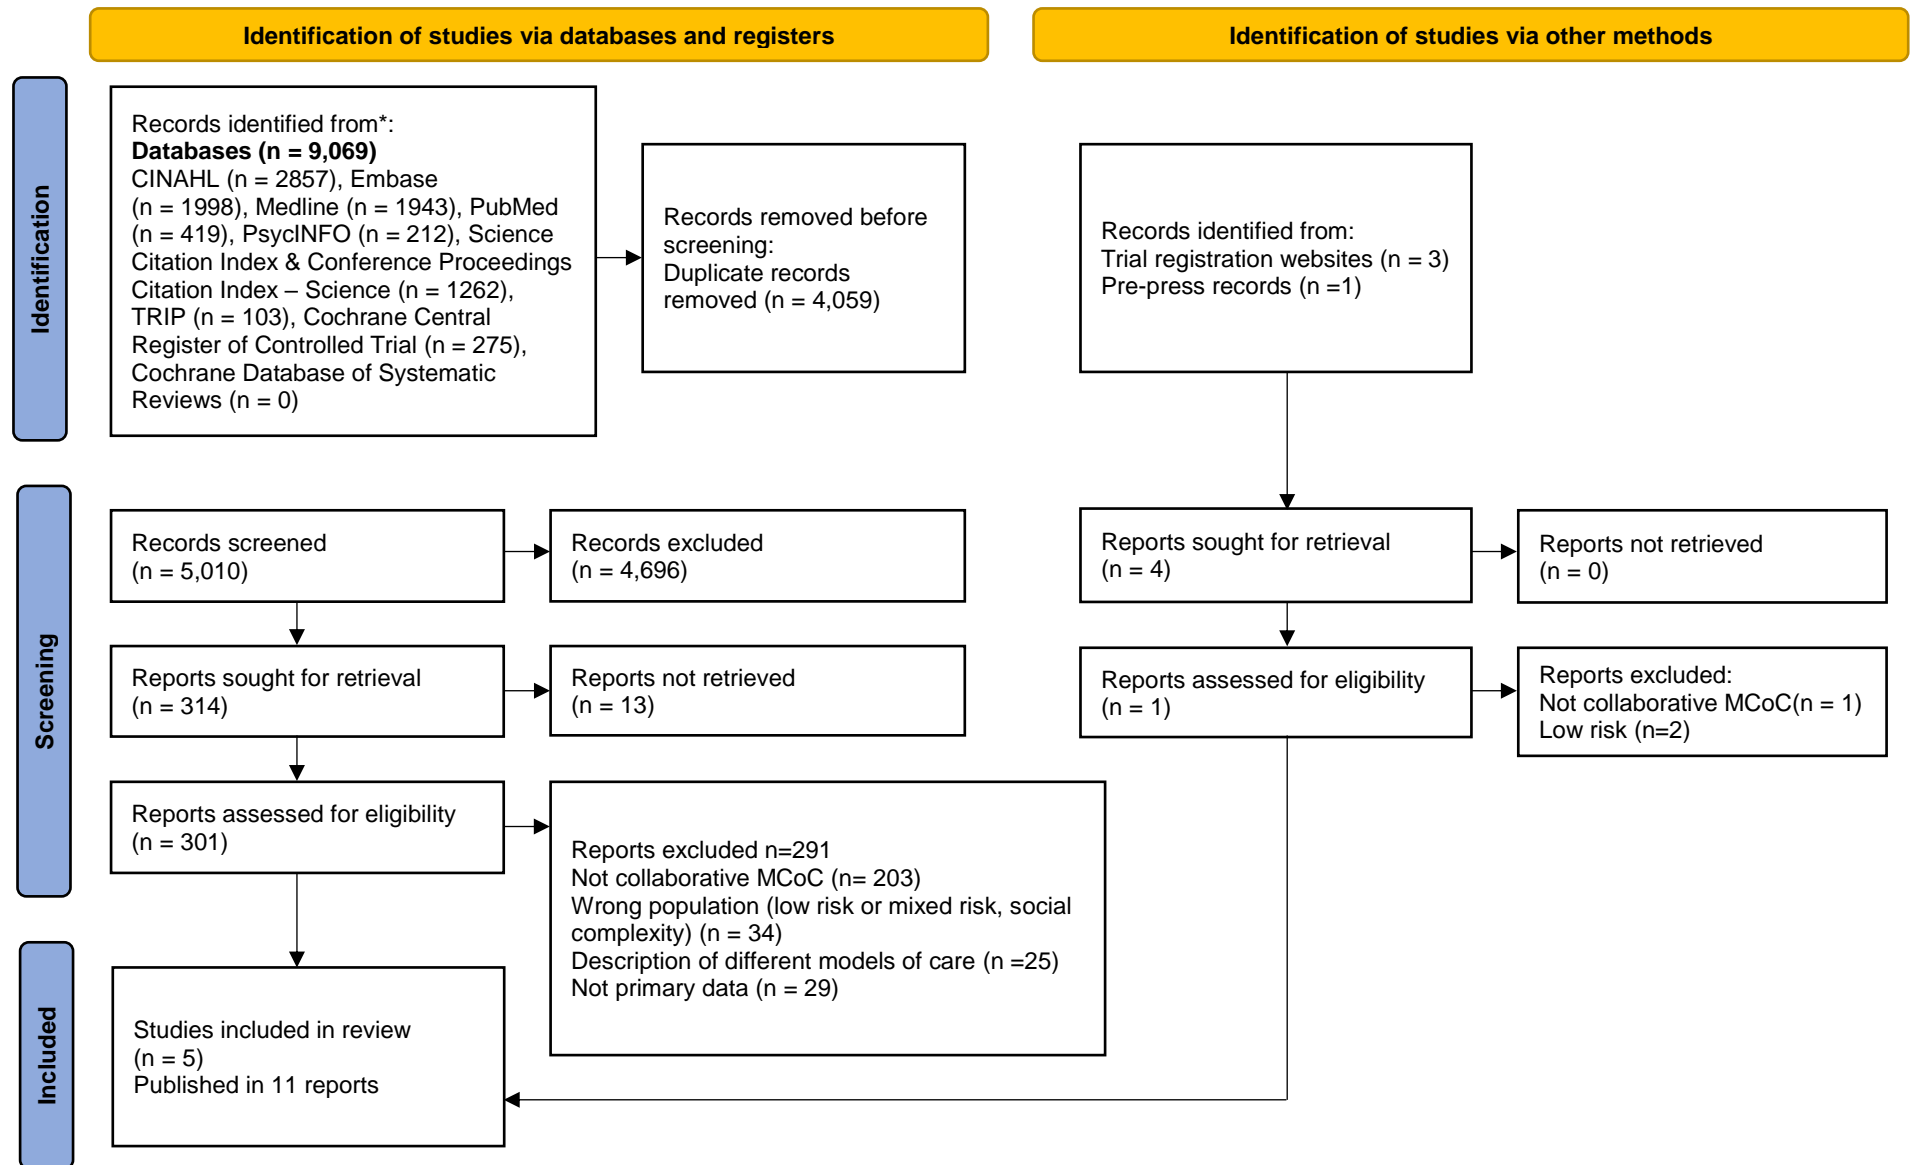 Identification of studies via databases and registers
Identification of studies via other methods
Identification
Records identified from*:
Databases (n = 9,069)
CINAHL (n = 2857), Embase
(n = 1998), Medline (n = 1943), PubMed
(n = 419), PsycINFO (n = 212), Science
Citation Index & Conference Proceedings
Citation Index – Science (n = 1262),
TRIP (n = 103), Cochrane Central
Register of Controlled Trial (n = 275),
Cochrane Database of Systematic
Reviews (n = 0)
Records removed before
screening:
Duplicate records
removed (n = 4,059)
Records identified from:
Trial registration websites (n = 3)
Pre-press records (n =1)
Screening
Records screened
(n = 5,010)
Records excluded
(n = 4,696)
Reports sought for retrieval
(n = 4)
Reports not retrieved
(n = 0)
Reports sought for retrieval
(n = 314)
Reports not retrieved
(n = 13)
Reports assessed for eligibility
(n = 1)
Reports excluded:
Not collaborative MCoC(n = 1)
Low risk (n=2)
Reports assessed for eligibility
(n = 301)
Reports excluded n=291
Not collaborative MCoC (n= 203)
Wrong population (low risk or mixed risk, social
complexity) (n = 34)
Description of different models of care (n =25)
Not primary data (n = 29)
Included
Studies included in review
(n = 5)
Published in 11 reports